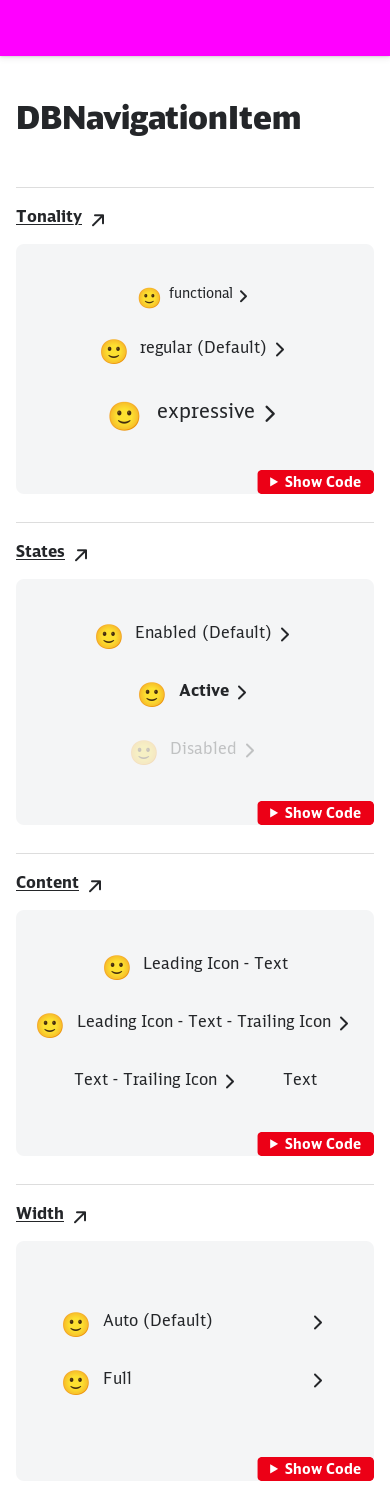 DBNavigationItem
Tonality
functional
regular (Default)
expressive
Show Code
States
Enabled (Default)
Active
Disabled
Show Code
Content
Leading Icon - Text
Leading Icon - Text - Trailing Icon
Text - Trailing Icon Text
Show Code
Width
Auto (Default)
Full
Show Code